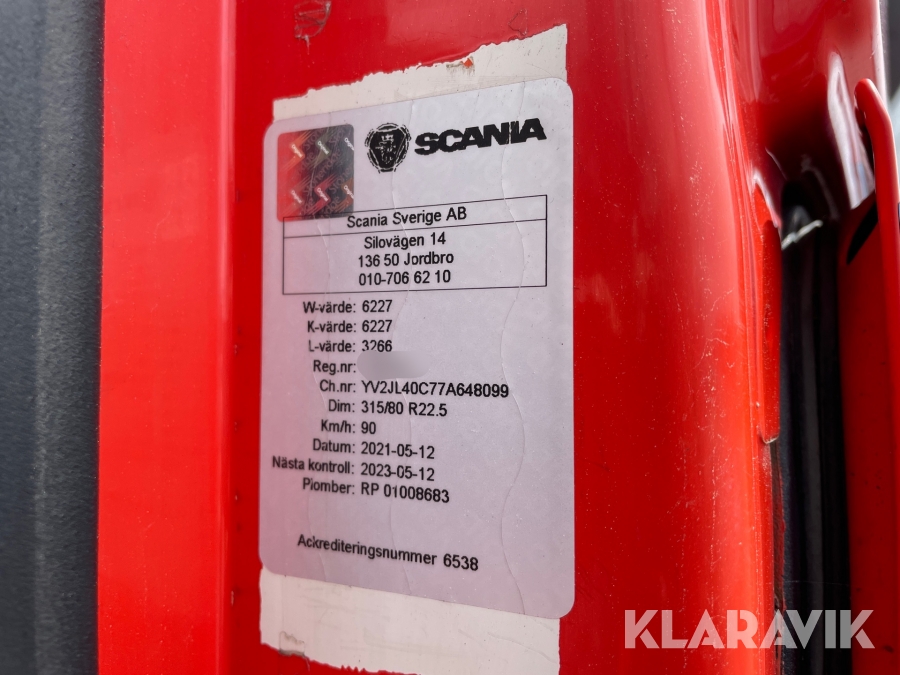 SCANIA
Scania Sverige AB
Silovägen 14
136 50 Jordbro
010-706 62 10
W-värde: 6227
K-värde: 6227
L-värde: 3266
Reg.nr:
Ch.nr: YV2JL40C77A648099
Dim: 315/80 R22.5
Km/h: 90
Datum: 2021-05-12
Nästa kontroll: 2023-05-12
Plomber: RP 01008683
Ackrediteringsnummer 6538
KLARAVIK